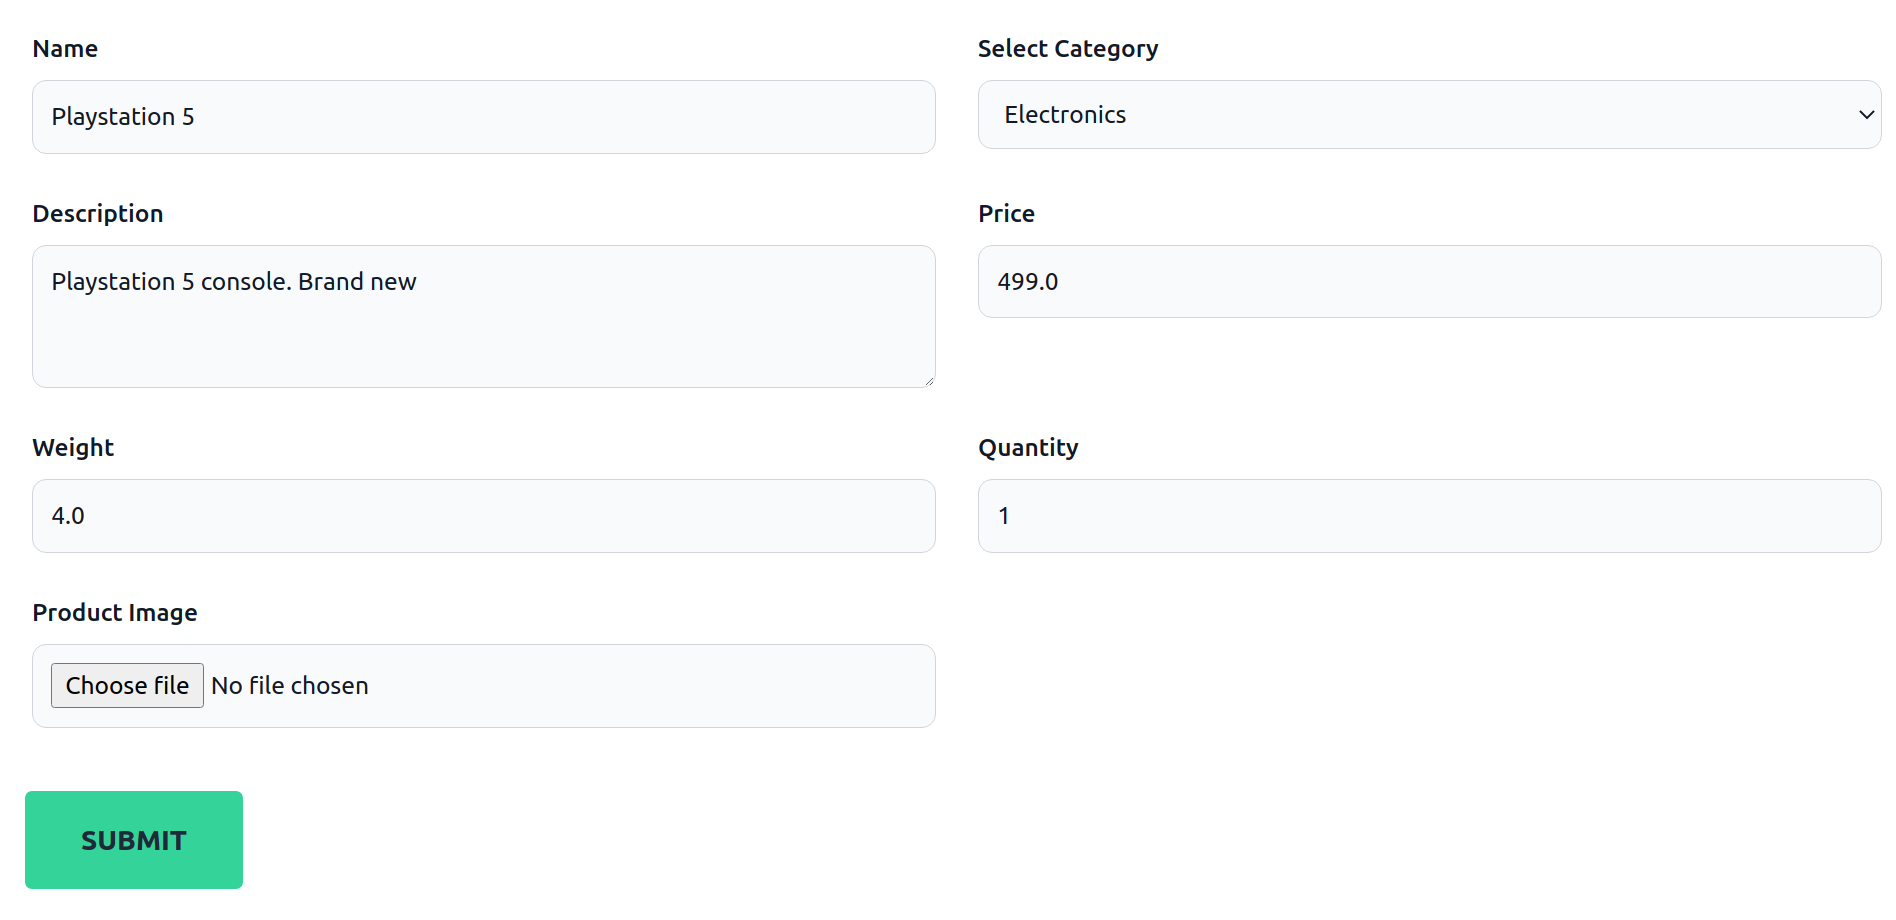 Name
Select Category
Playstation 5
Electronics
Description
Price
Playstation 5 console. Brand new
499.0
Weight
Quantity
4.0
1
Product Image
Choose file No file chosen
SUBMIT